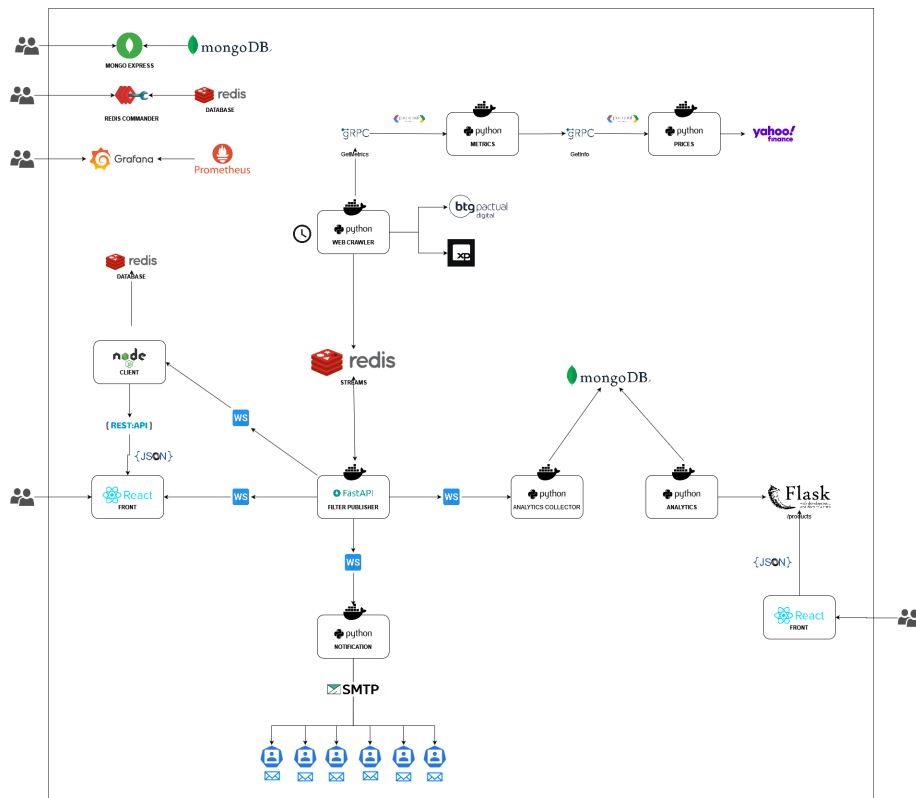 mongoDB.
MONGO EXPRESS
redis
REDIS COMMANDER
DATABASE
Grafana
Prometheus
gRPC
GetMetrics
python
METRICS
gRPC
GetInfo
python
PRICES
yahoo!
finance
python
WEB CRAWLER
btg pactual
digital
xp
redis
DATABASE
node
JS
CLIENT
redis
STREAMS
mongoDB.
WS
{ REST:API }
{JSON}
React
FRONT
WS
FastAPI
FILTER PUBLISHER
WS
python
ANALYTICS COLLECTOR
python
ANALYTICS
Flask
/products
WS
{JSON}
React
FRONT
python
NOTIFICATION
SMTP